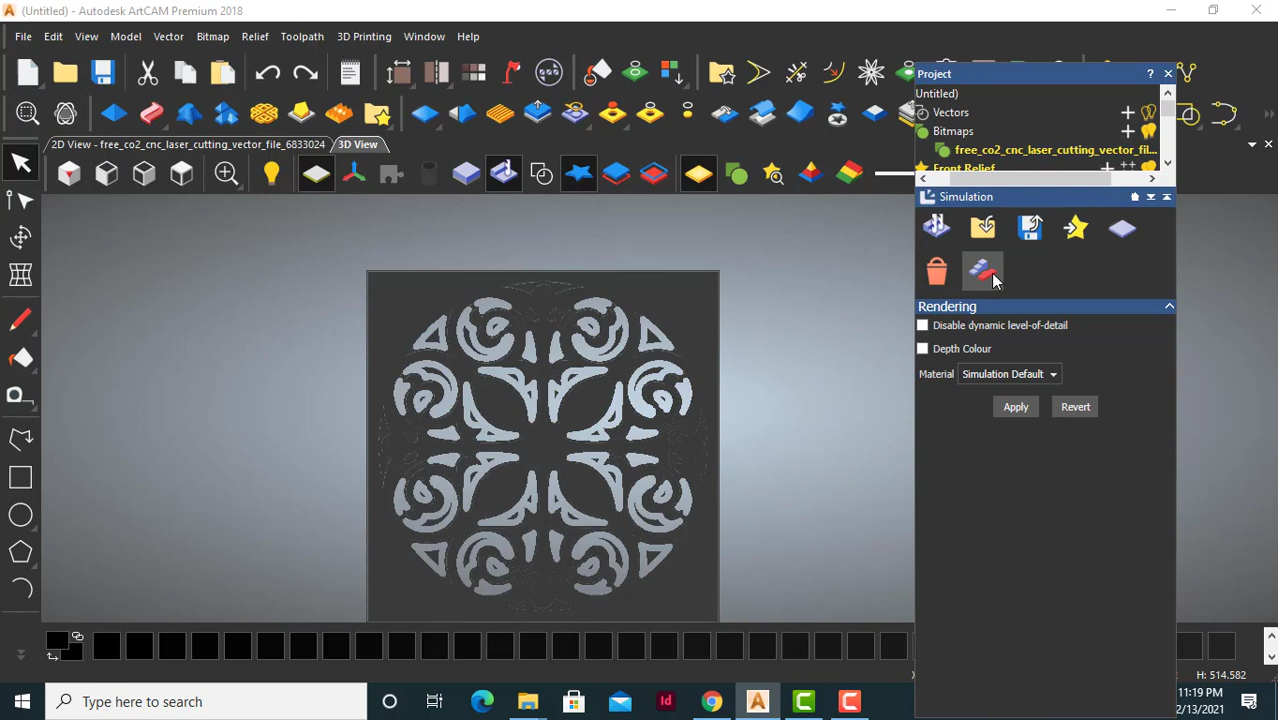 (Untitled) - Autodesk ArtCAM Premium 2018
File Edit View Model Vector Bitmap Relief Toolpath 3D Printing Window Help
Project
Untitled)
Vectors
Bitmaps
free_co2_cnc_laser_cutting_vector_fil...
Front Relief
2D View - free_co2_cnc_laser_cutting_vector_file_6833024 3D View
Simulation
Rendering
Disable dynamic level-of-detail
Depth Colour
Material Simulation Default
Apply Revert
H: 514.582
Type here to search
11:19 PM
2/13/2021